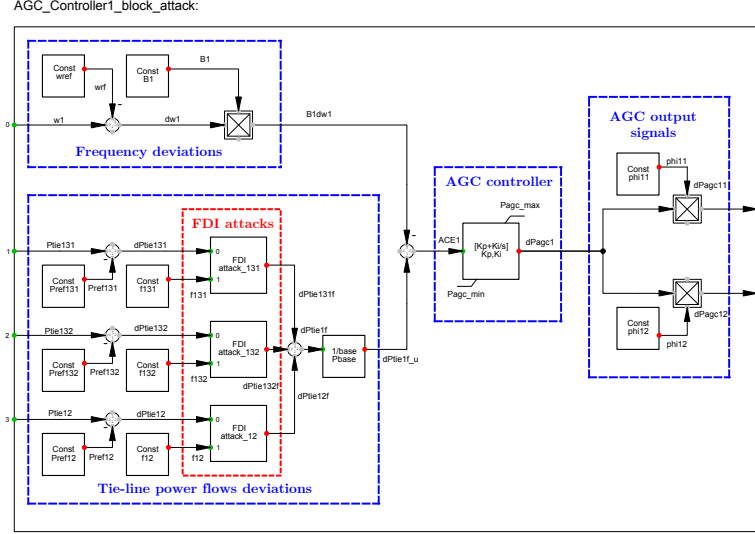 AGC_Controller1_block_attack:
Const
wref
Const
B1
B1
wrf
-
0
w1
dw1
B1dw1
Frequency deviations
AGC output
signals
Const
phi11
phi11
dPagc11
AGC controller
Pagc_max
-
ACE1
[Kp+Ki/s]
Kp,Ki
dPagc1
Pagc_min
dPagc12
Const
phi12
phi12
FDI attacks
1
Ptie131
-
dPtie131
0
FDI
attack_131
1
Const
Pref131
Pref131
Const
f131
f131
dPtie131f
2
Ptie132
-
dPtie132
0
FDI
attack_132
1
dPtie1f
1/base
Pbase
dPtie1f_u
Const
Pref132
Pref132
Const
f132
f132
dPtie132f
dPtie12f
3
Ptie12
-
dPtie12
0
FDI
attack_12
1
Const
Pref12
Pref12
Const
f12
f12
Tie-line power flows deviations